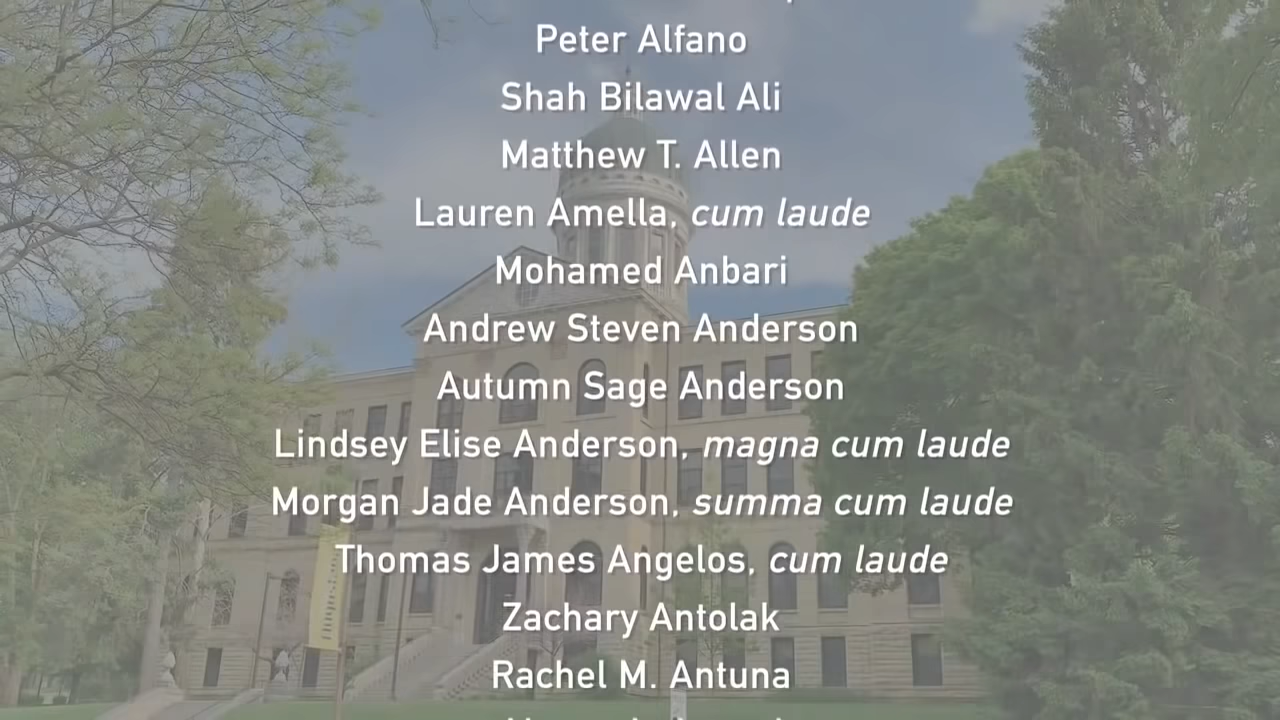 Peter Alfano
Shah Bilawal Ali
Matthew T. Allen
Lauren Amella, cum laude
Mohamed Anbari
Andrew Steven Anderson
Autumn Sage Anderson
Lindsey Elise Anderson, magna cum laude
Morgan Jade Anderson, summa cum laude
Thomas James Angelos, cum laude
Zachary Antolak
Rachel M. Antuna